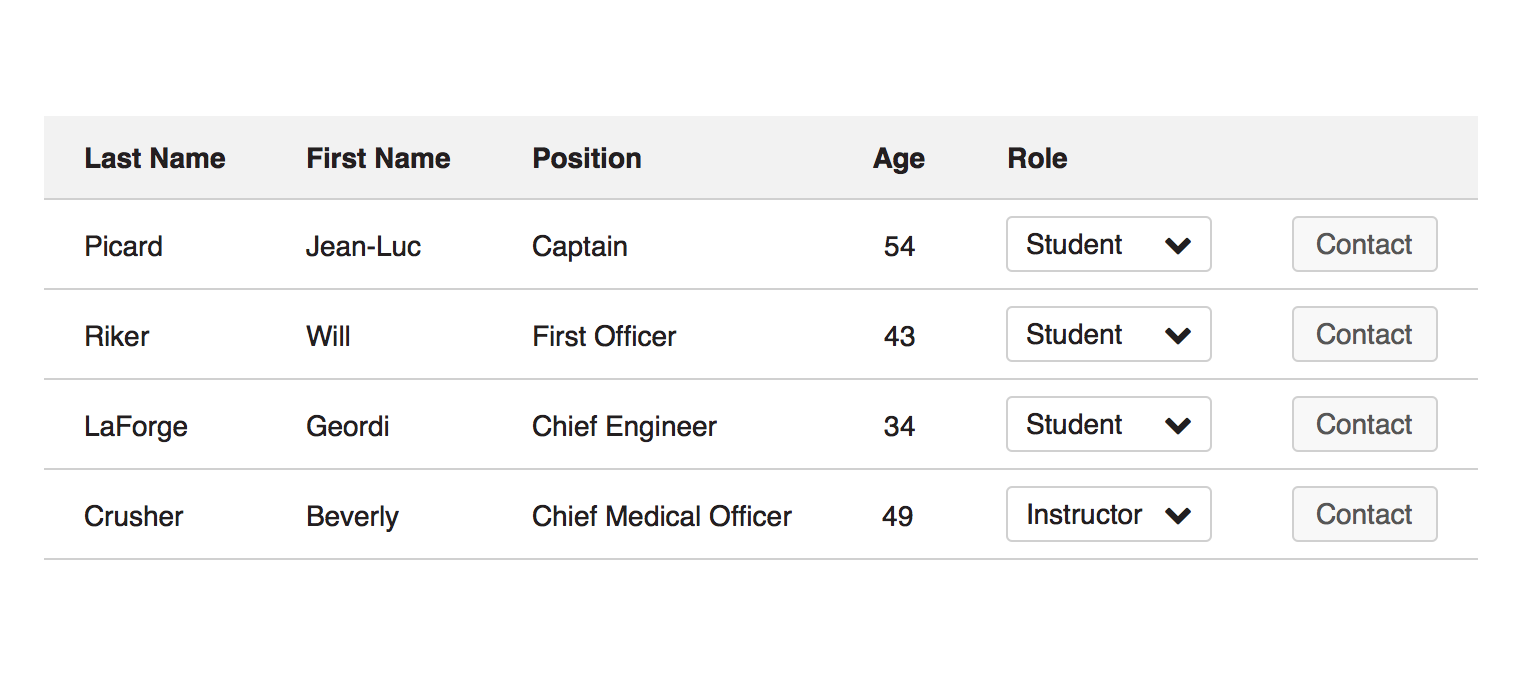 Last Name First Name Position Age Role
Picard Jean-Luc Captain 54 Student Contact
Riker Will First Officer 43 Student Contact
LaForge Geordi Chief Engineer 34 Student Contact
Crusher Beverly Chief Medical Officer 49 Instructor Contact